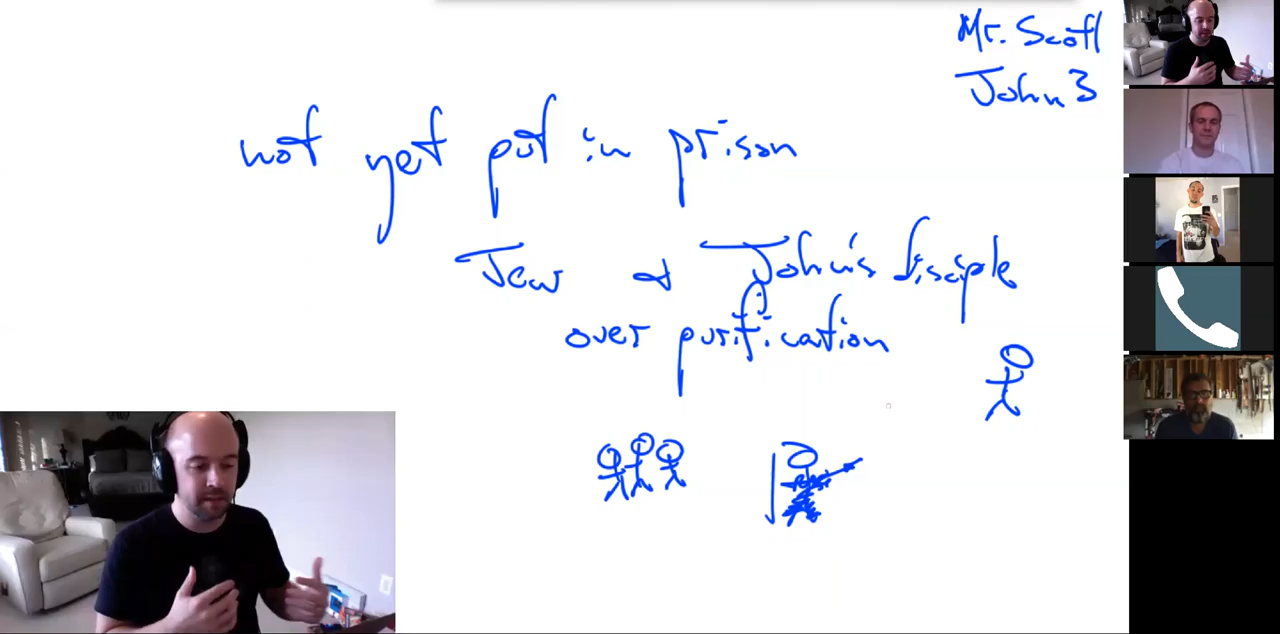 Mr. Scott
John 3
not yet put in prison
Jew & John's disciple
over purification